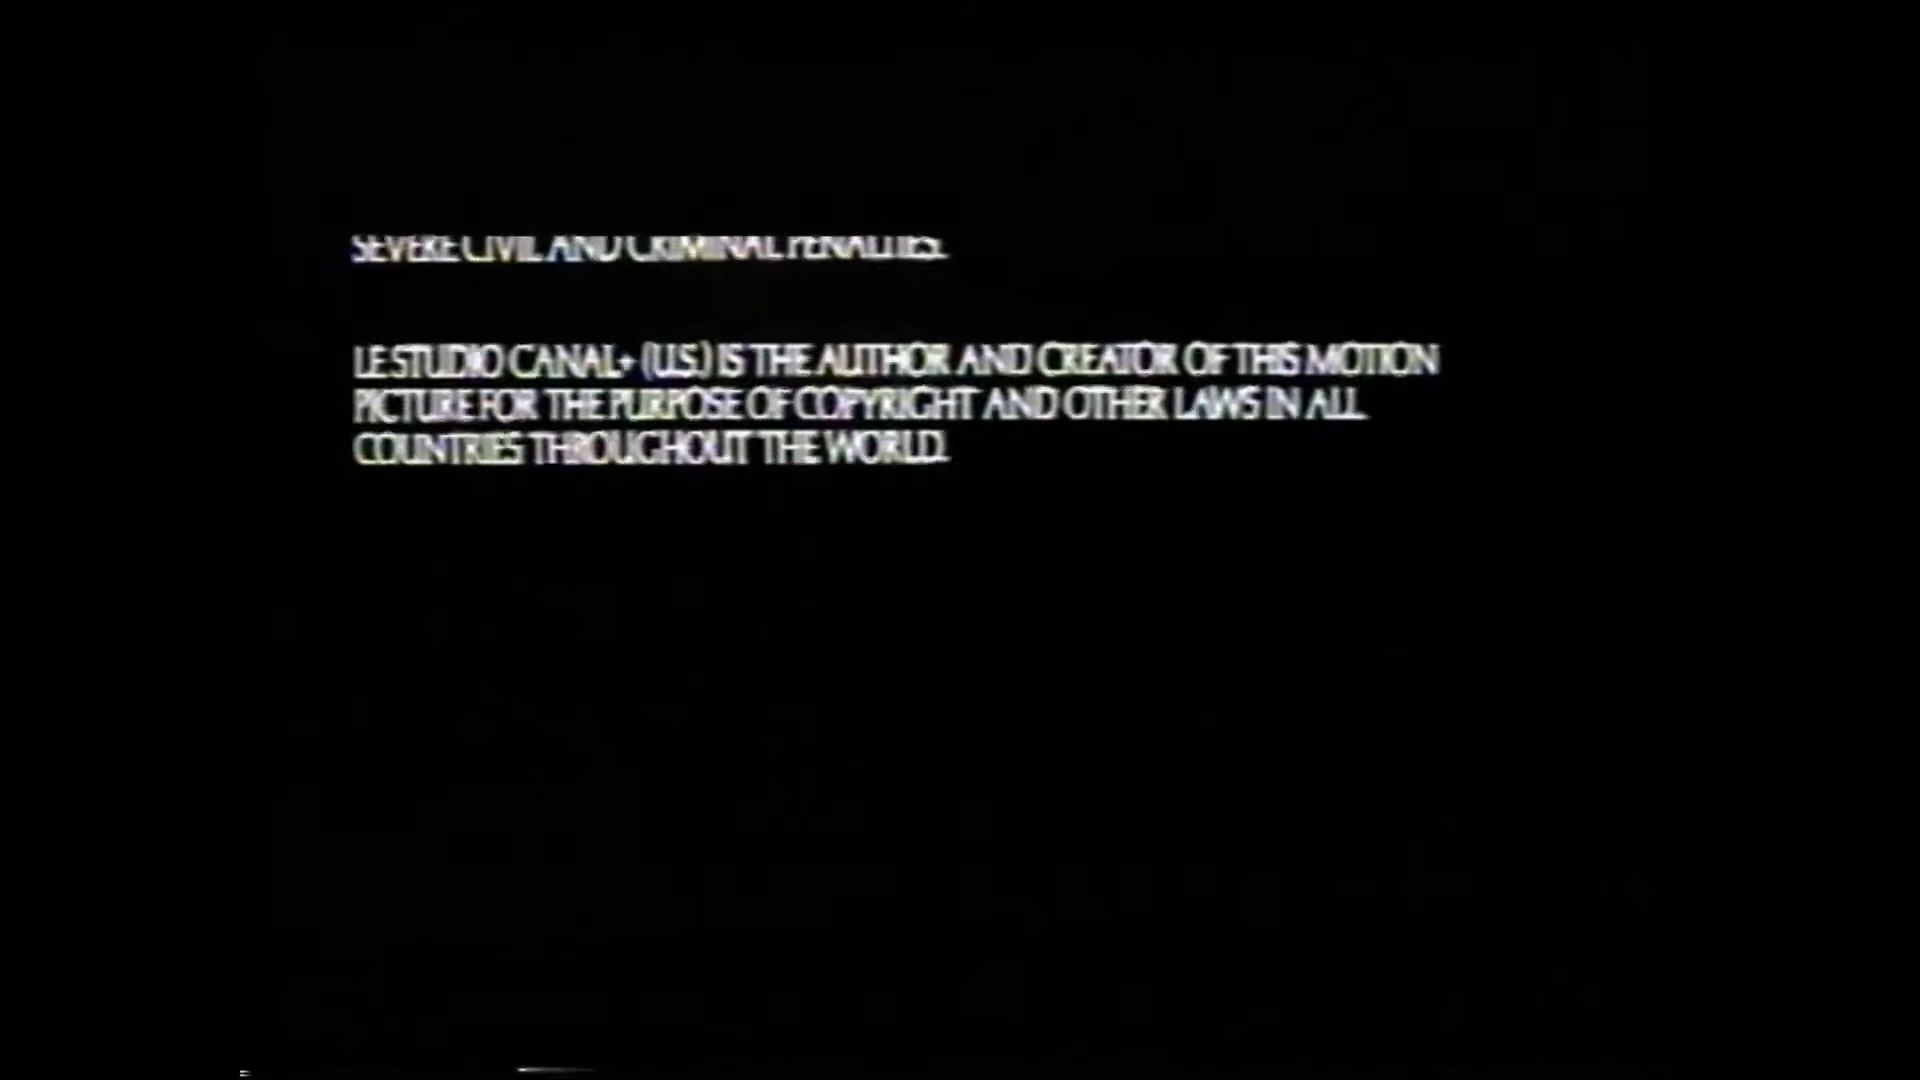 SEVERE CIVIL AND CRIMINAL PENALTIES.
LE STUDIO CANAL+ (U.S.) IS THE AUTHOR AND CREATOR OF THIS MOTION
PICTURE FOR THE PURPOSE OF COPYRIGHT AND OTHER LAWS IN ALL
COUNTRIES THROUGHOUT THE WORLD.